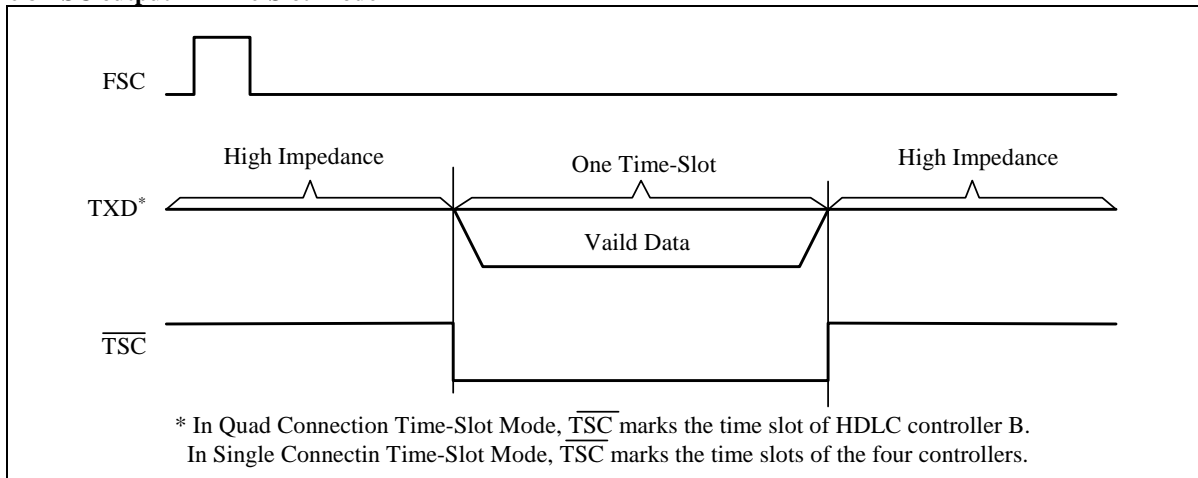 FSC
High Impedance
One Time-Slot
High Impedance
TXD*
Vaild Data
TSC
* In Quad Connection Time-Slot Mode, TSC marks the time slot of HDLC controller B.
In Single Connectin Time-Slot Mode, TSC marks the time slots of the four controllers.